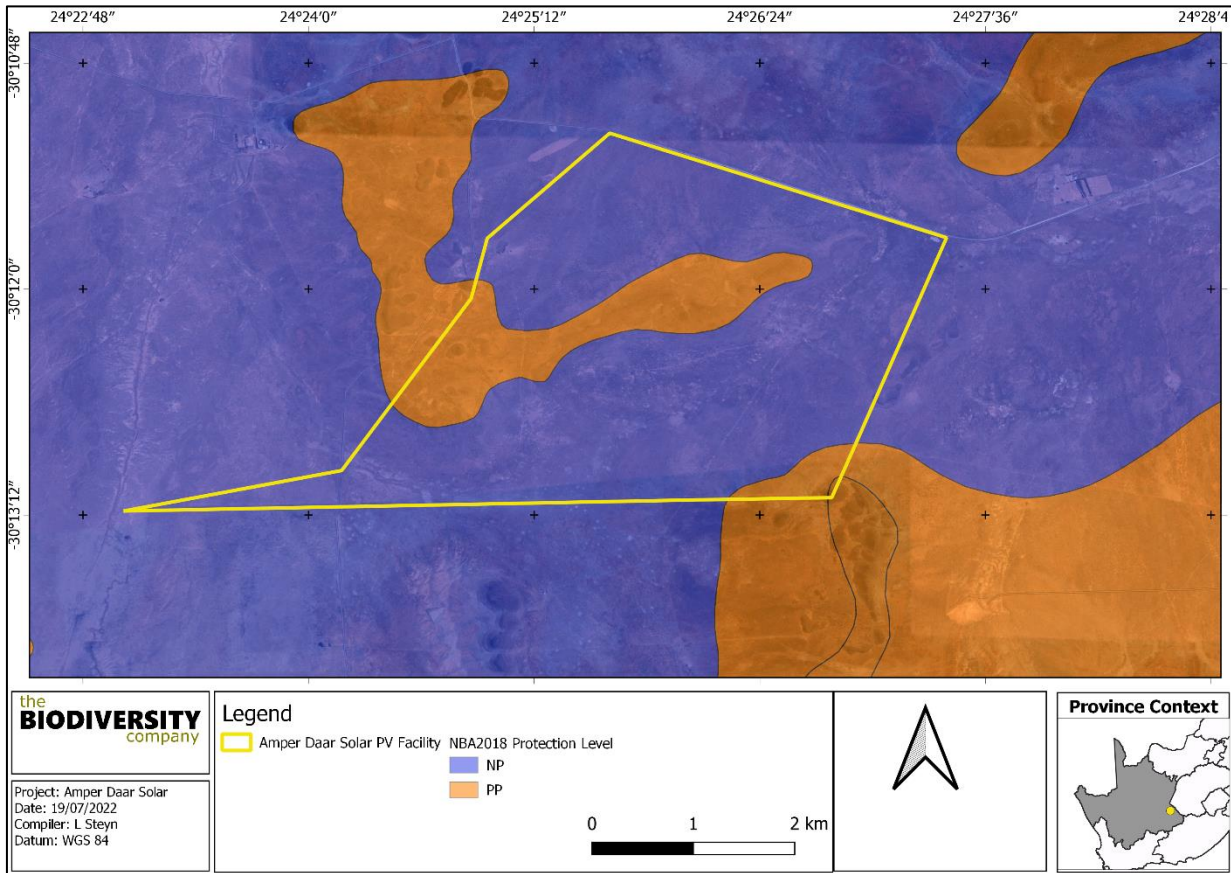 24°22′48″ 24°24′0″ 24°25′12″ 24°26′24″ 24°27′36″ 24°28′4
-30°10′48″
-30°12′0″
-30°13′12″
the
BIODIVERSITY
company
Project: Amper Daar Solar
Date: 19/07/2022
Compiler: L Steyn
Datum: WGS 84
Legend
Amper Daar Solar PV Facility NBA2018 Protection Level
NP
PP
0 1 2 km
Province Context